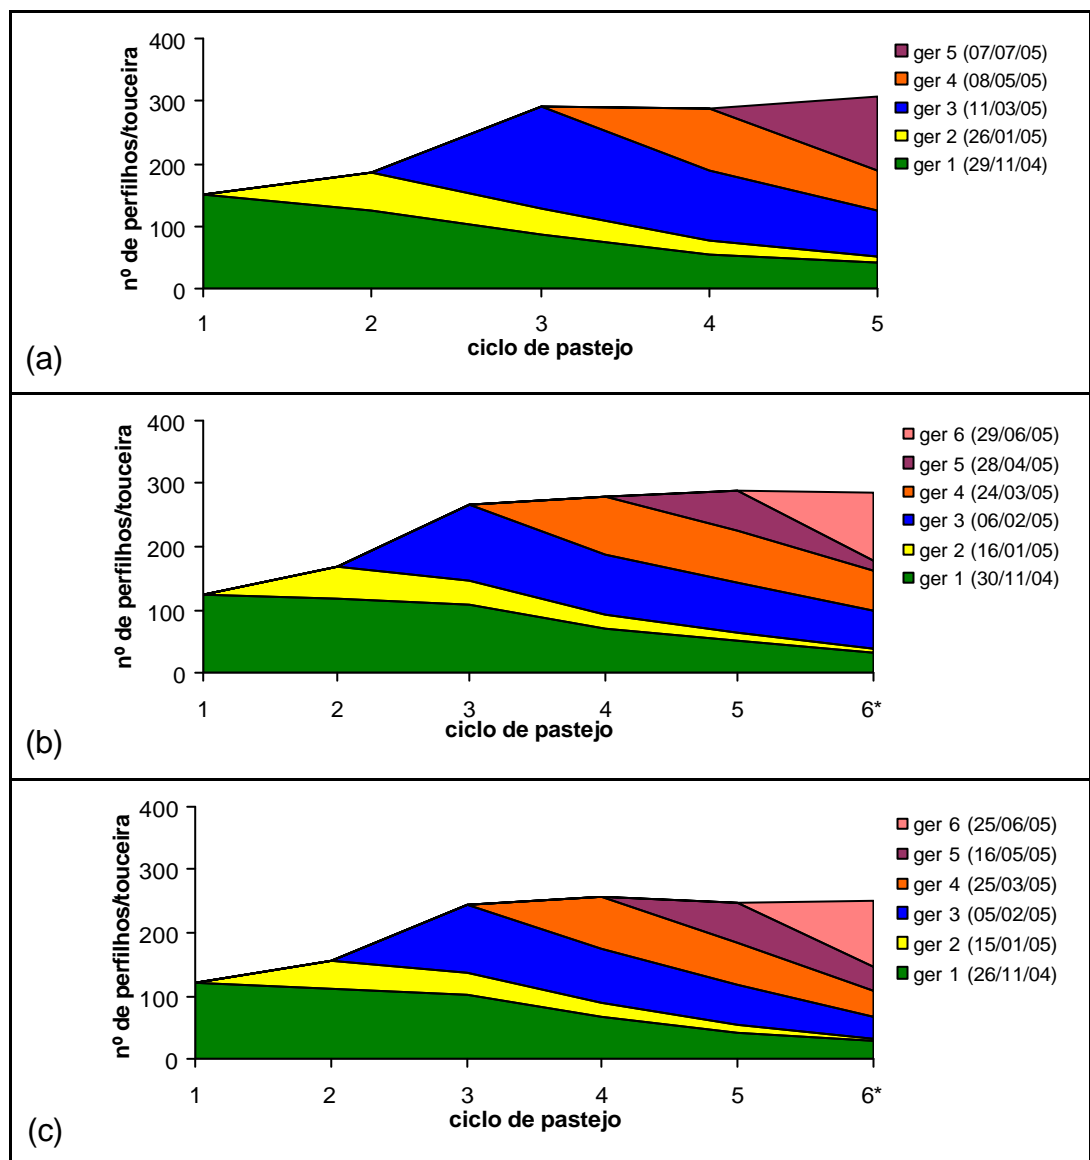 nº de perfilhos/touceira
400
300
200
100
0
1 2 3 4 5
ciclo de pastejo
ger 5 (07/07/05)
ger 4 (08/05/05)
ger 3 (11/03/05)
ger 2 (26/01/05)
ger 1 (29/11/04)
(a)
nº de perfilhos/touceira
400
300
200
100
0
1 2 3 4 5 6*
ciclo de pastejo
ger 6 (29/06/05)
ger 5 (28/04/05)
ger 4 (24/03/05)
ger 3 (06/02/05)
ger 2 (16/01/05)
ger 1 (30/11/04)
(b)
nº de perfilhos/touceira
400
300
200
100
0
1 2 3 4 5 6*
ciclo de pastejo
ger 6 (25/06/05)
ger 5 (16/05/05)
ger 4 (25/03/05)
ger 3 (05/02/05)
ger 2 (15/01/05)
ger 1 (26/11/04)
(c)